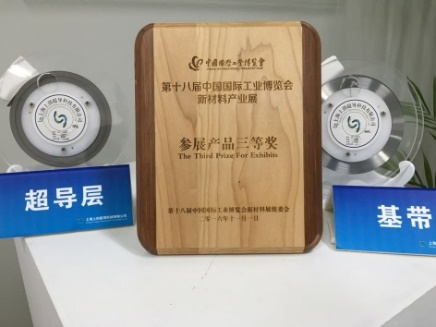 中国国际工业博览会
第十八届中国国际工业博览会
新材料产业展
参展产品三等奖
The Third Prize For Exhibits
第十八届中国国际工业博览会新材料展组委会
二〇一六年十一月一日
超导层
基带